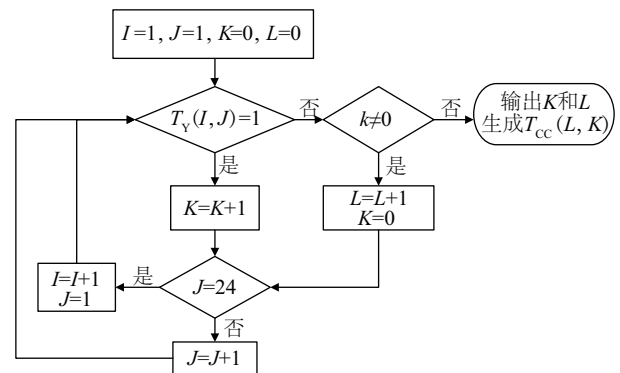 I=1, J=1, K=0, L=0
T_Y(I, J)=1
否
k≠0
否
输出K和L
生成T_CC(L, K)
是
是
K=K+1
L=L+1
K=0
I=I+1
J=1
是
J=24
否
J=J+1